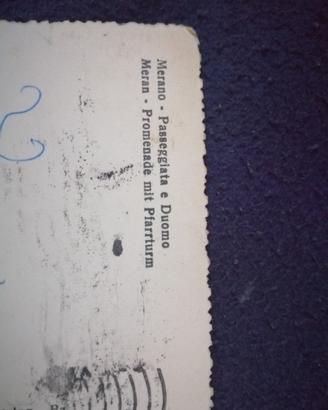 Merano - Passeggiata e Duomo
Meran - Promenade mit Pfarrturm